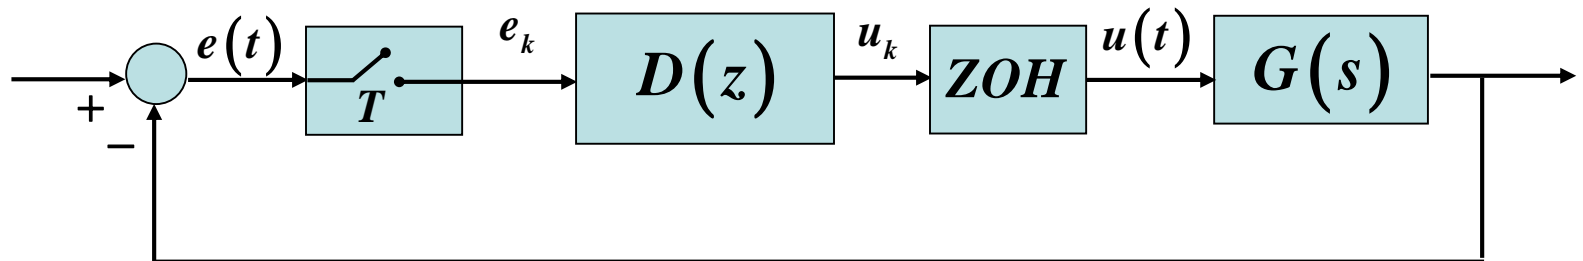 +
−
e(t)
T
e_k
D(z)
u_k
ZOH
u(t)
G(s)